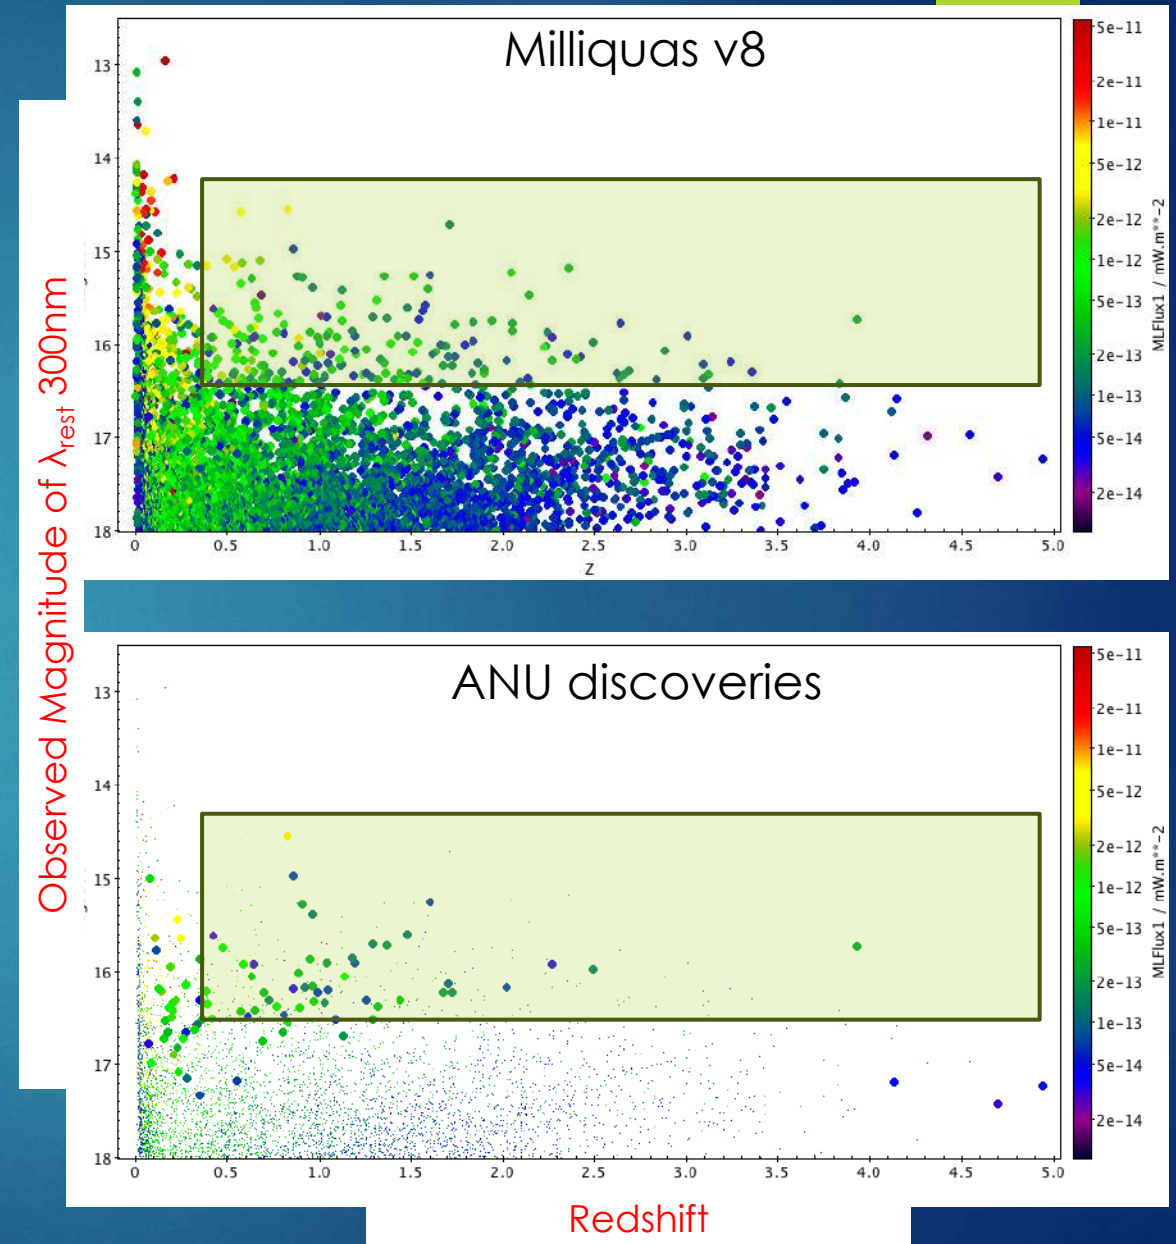 Milliquas v8
13
14
15
16
17
18
0
0.5
1.0
1.5
2.0
2.5
3.0
3.5
4.0
4.5
5.0
z
5e-11
2e-11
1e-11
5e-12
2e-12
1e-12
5e-13
2e-13
1e-13
5e-14
2e-14
MLFlux1 / mW.m**-2
Observed Magnitude of λrest 300nm
ANU discoveries
13
14
15
16
17
18
0
0.5
1.0
1.5
2.0
2.5
3.0
3.5
4.0
4.5
5.0
5e-11
2e-11
1e-11
5e-12
2e-12
1e-12
5e-13
2e-13
1e-13
5e-14
2e-14
MLFlux1 / mW.m**-2
Redshift